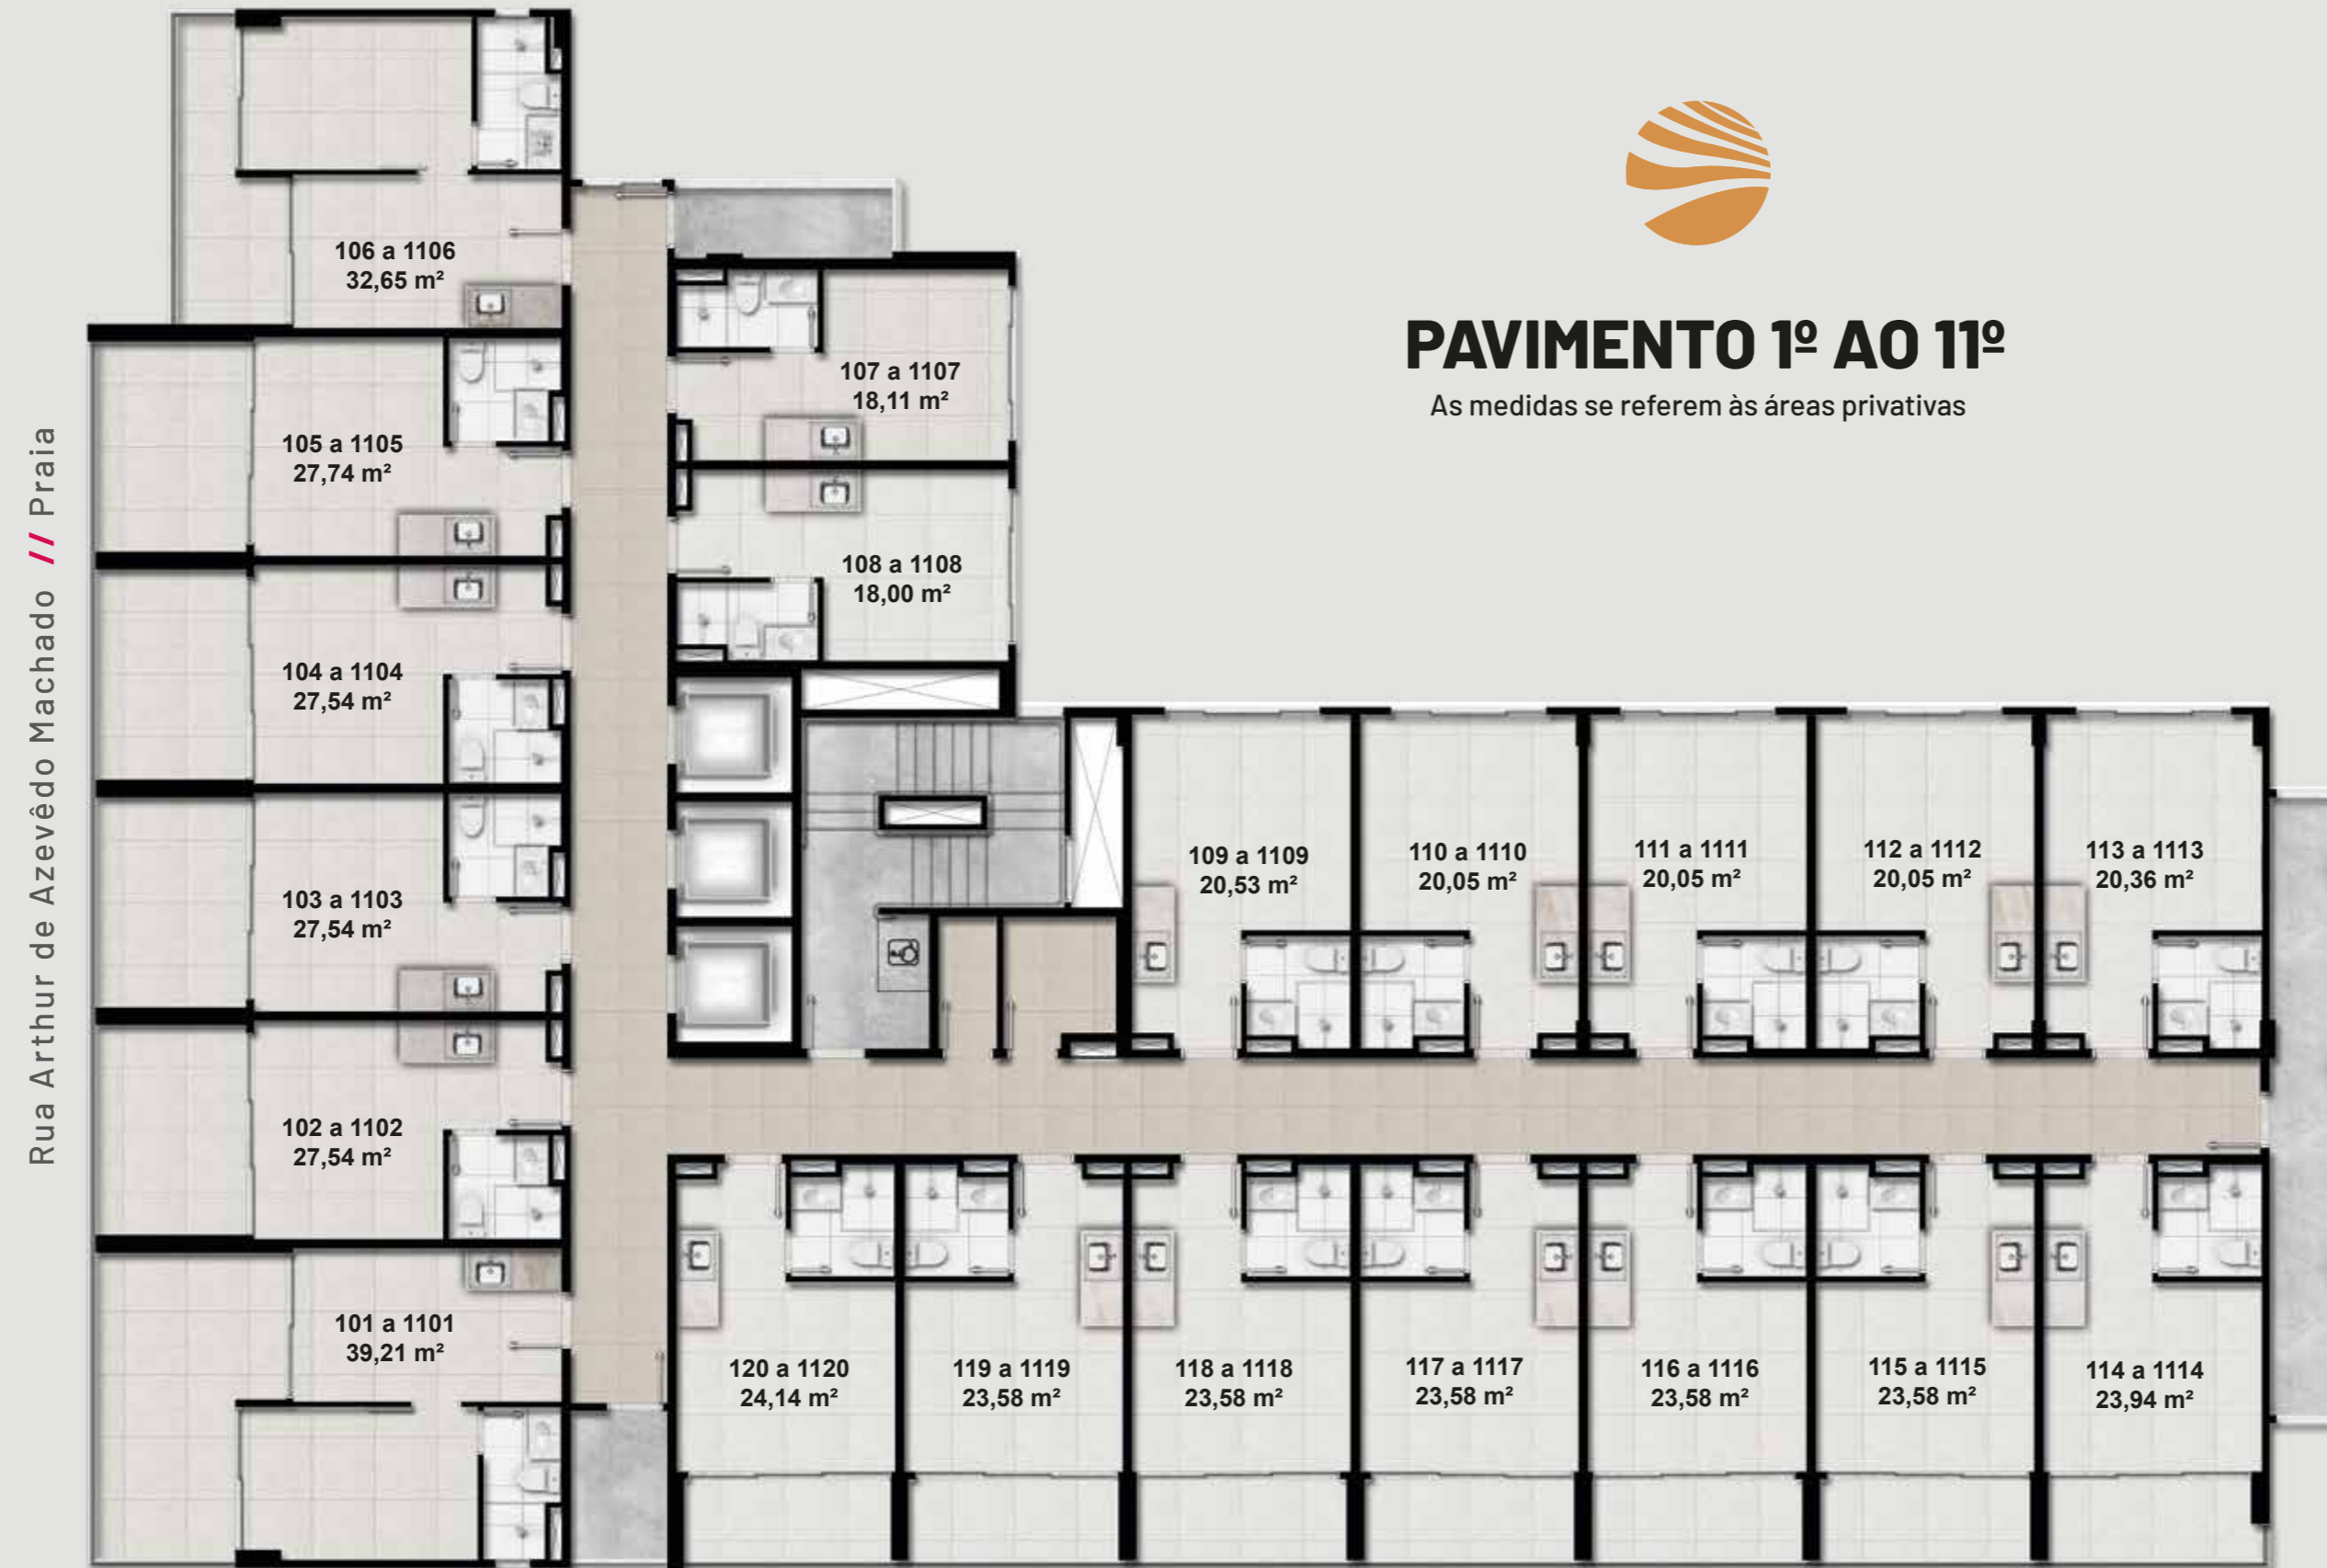 PAVIMENTO 1º AO 11º
As medidas se referem às áreas privativas
Rua Arthur de Azevêdo Machado // Praia
106 a 1106
32,65 m²
105 a 1105
27,74 m²
104 a 1104
27,54 m²
103 a 1103
27,54 m²
102 a 1102
27,54 m²
101 a 1101
39,21 m²
107 a 1107
18,11 m²
108 a 1108
18,00 m²
109 a 1109
20,53 m²
110 a 1110
20,05 m²
111 a 1111
20,05 m²
112 a 1112
20,05 m²
113 a 1113
20,36 m²
120 a 1120
24,14 m²
119 a 1119
23,58 m²
118 a 1118
23,58 m²
117 a 1117
23,58 m²
116 a 1116
23,58 m²
115 a 1115
23,58 m²
114 a 1114
23,94 m²